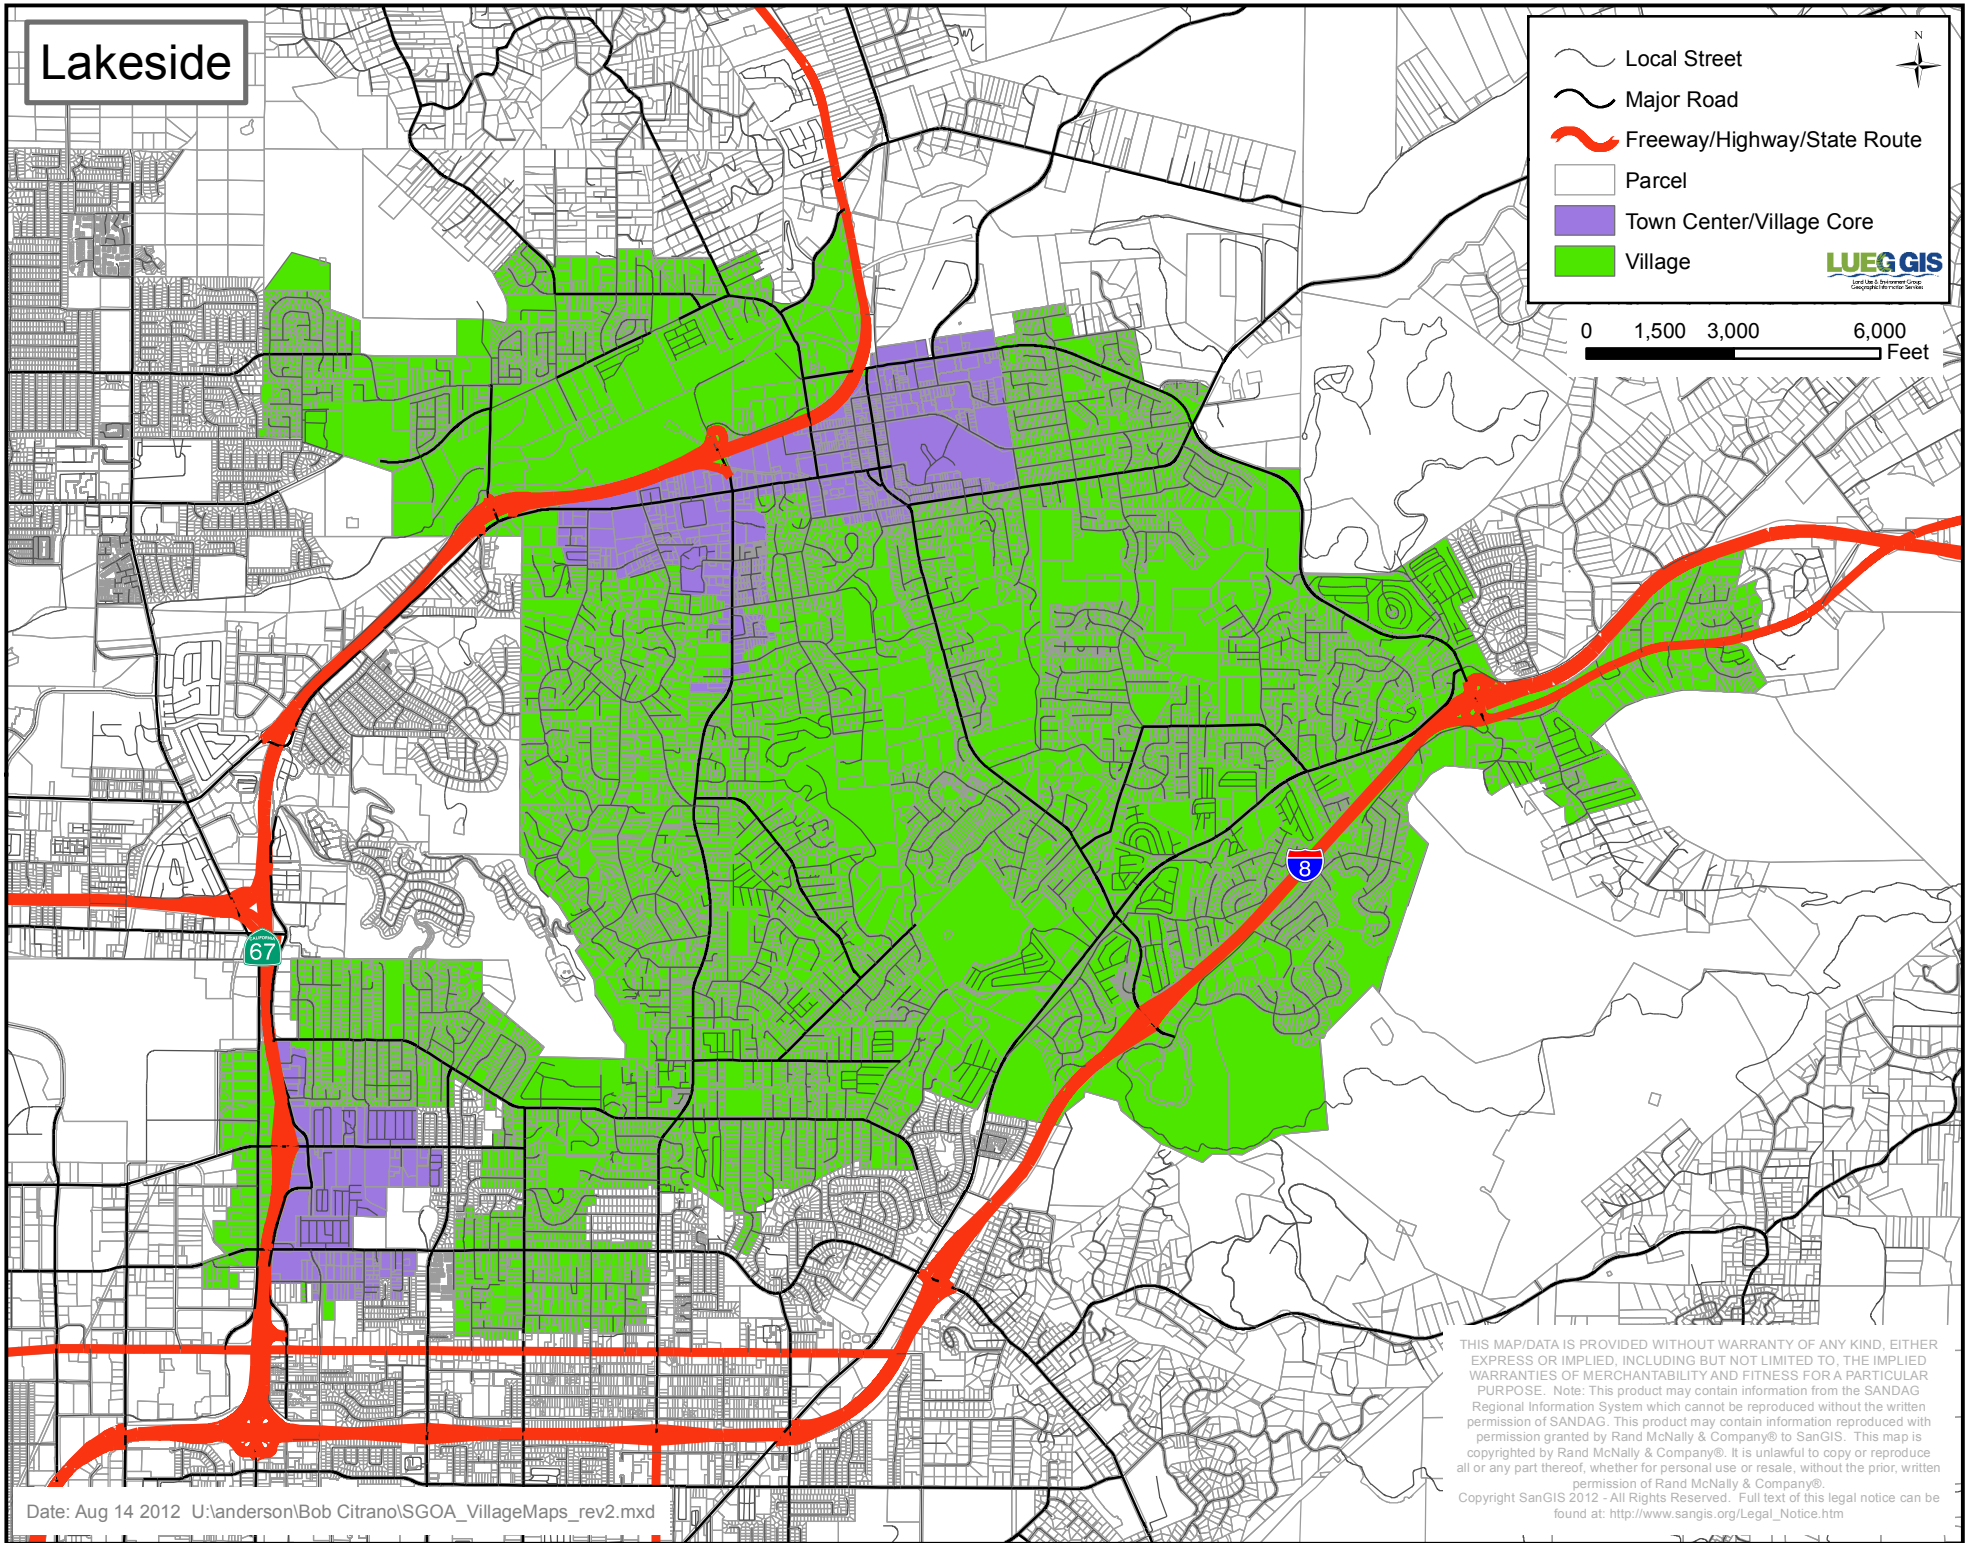 Lakeside
N
Local Street
Major Road
Freeway/Highway/State Route
Parcel
Town Center/Village Core
Village
LUEG GIS
Land Use & Environment Group
Geographic Information Services
0 1,500 3,000 6,000
Feet
8
CALIFORNIA
67
THIS MAP/DATA IS PROVIDED WITHOUT WARRANTY OF ANY KIND, EITHER
EXPRESS OR IMPLIED, INCLUDING BUT NOT LIMITED TO, THE IMPLIED
WARRANTIES OF MERCHANTABILITY AND FITNESS FOR A PARTICULAR
PURPOSE. Note: This product may contain information from the SANDAG
Regional Information System which cannot be reproduced without the written
permission of SANDAG. This product may contain information reproduced with
permission granted by Rand McNally & Company® to SanGIS. This map is
copyrighted by Rand McNally & Company®. It is unlawful to copy or reproduce
all or any part thereof, whether for personal use or resale, without the prior, written
permission of Rand McNally & Company®.
Copyright SanGIS 2012 - All Rights Reserved. Full text of this legal notice can be
found at: http://www.sangis.org/Legal_Notice.htm
Date: Aug 14 2012 U:\anderson\Bob Citrano\SGOA_VillageMaps_rev2.mxd